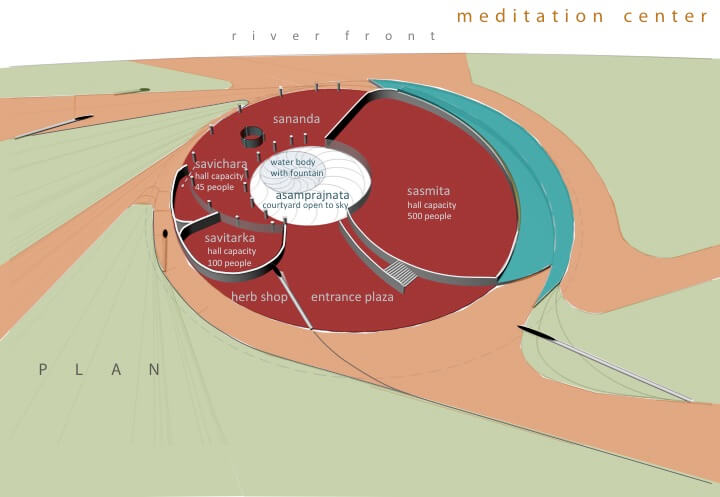 meditation center
river front
sananda
savichara
hall capacity
45 people
water body
with fountain
asamprajnata
courtyard open to sky
sasmita
hall capacity
500 people
savitarka
hall capacity
100 people
herb shop
entrance plaza
PLAN